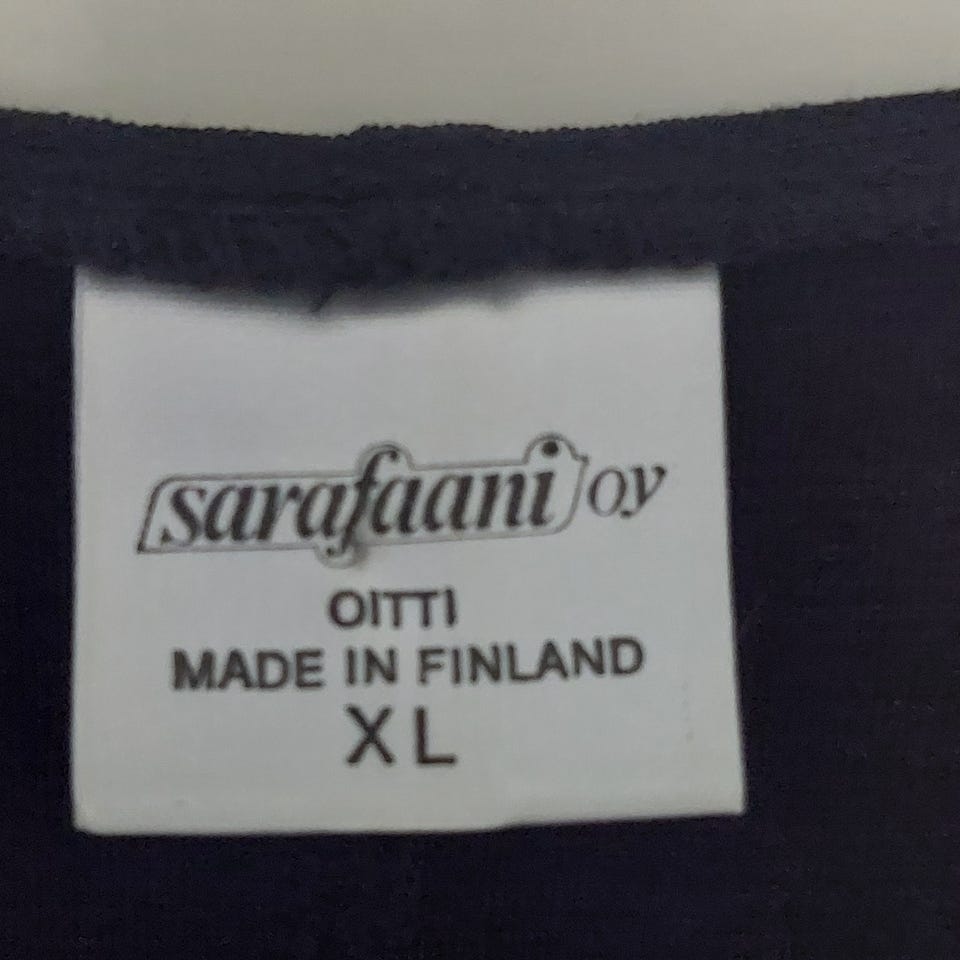 sarafaani oy
OITTI
MADE IN FINLAND
XL